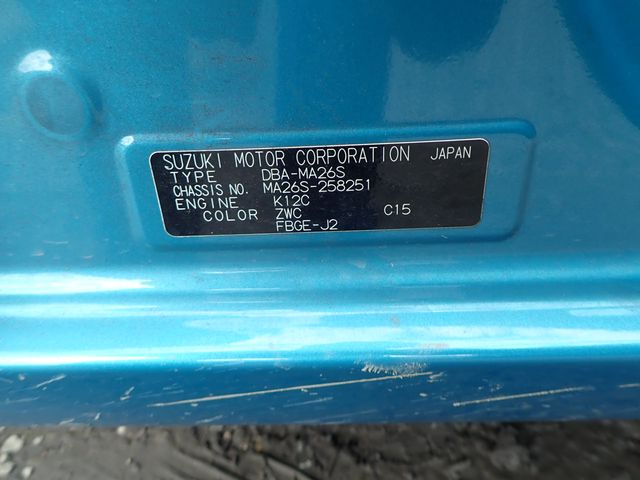 SUZUKI MOTOR CORPORATION JAPAN
TYPE DBA-MA26S
CHASSIS NO. MA26S-258251
ENGINE K12C
COLOR ZWC C15
FBGE-J2